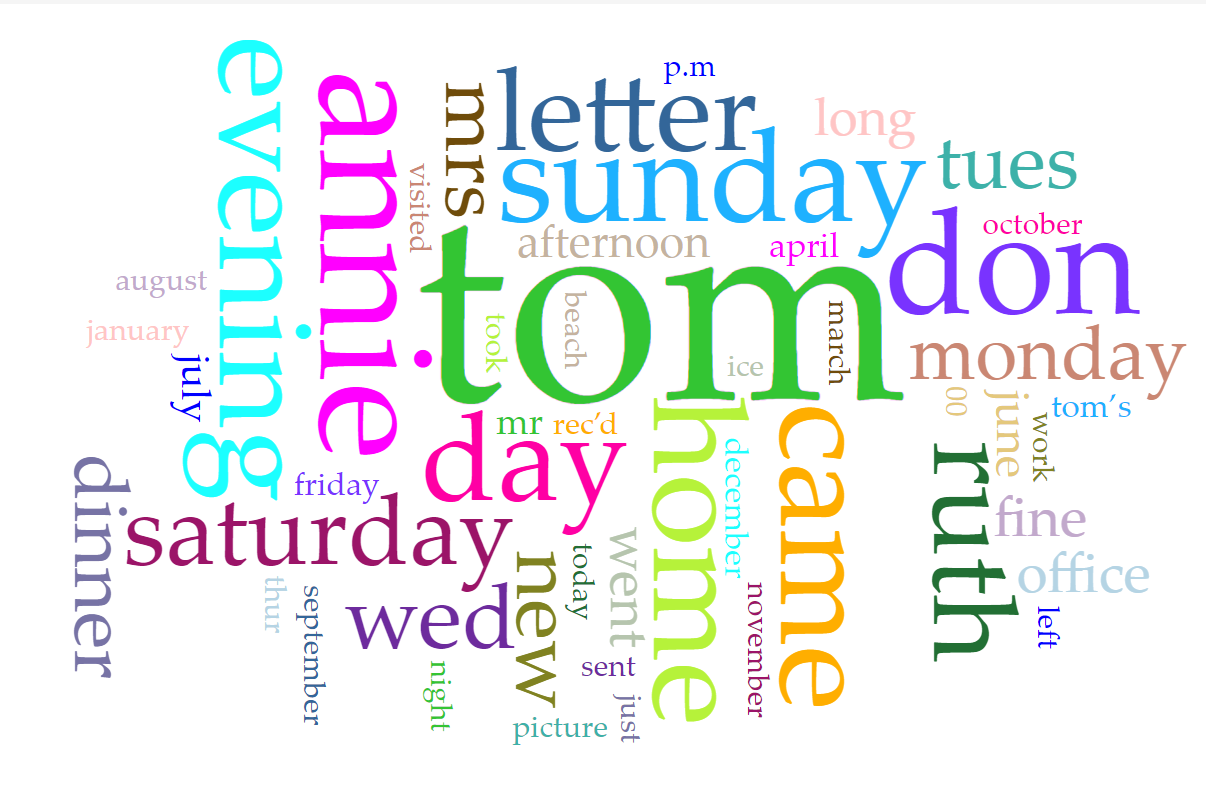 evening
annie
mrs
letter
p.m
long
sunday
tues
visited
afternoon
april
october
don
tom
august
january
july
took
beach
ice
march
monday
00
june
tom’s
work
mr
rec’d
day
home
came
december
ruth
fine
office
left
friday
dinner
saturday
thur
september
wed
new
today
went
sent
november
night
picture
just